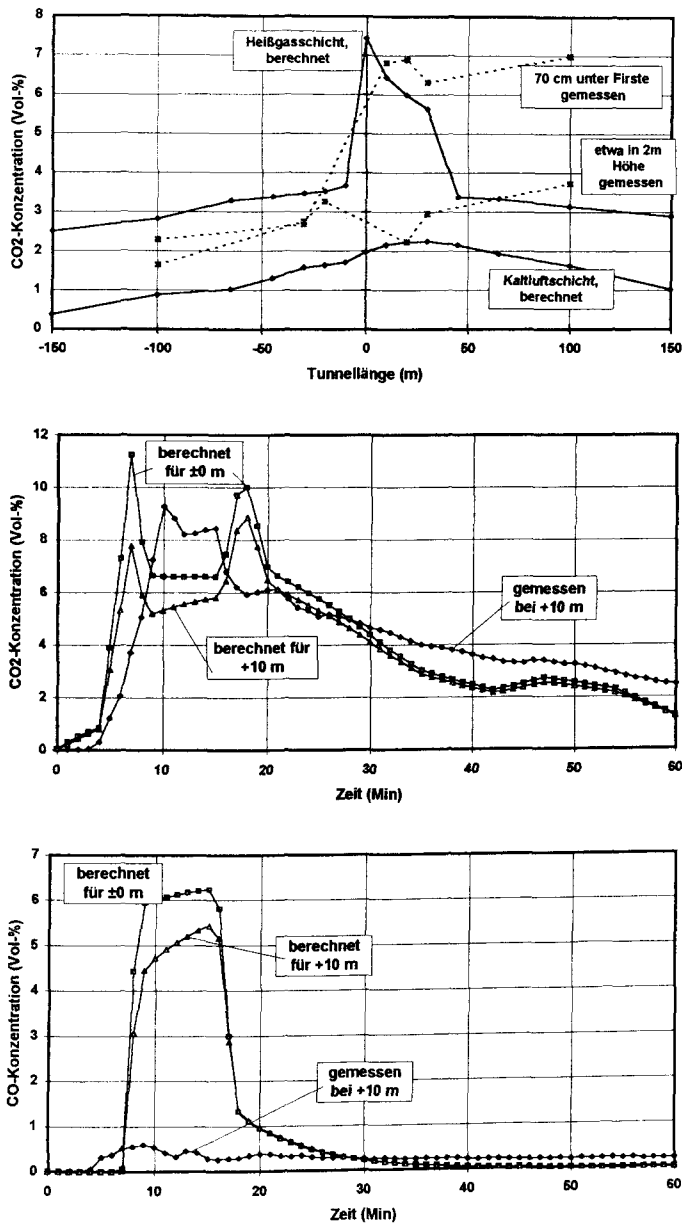 CO2-Konzentration (Vol-%)
8
7
6
5
4
3
2
1
0
Heißgasschicht,
berechnet
70 cm unter Firste
gemessen
etwa in 2m
Höhe
gemessen
Kaltluftschicht,
berechnet
-150
-100
-50
0
50
100
150
Tunnellänge (m)
CO2-Konzentration (Vol-%)
12
10
8
6
4
2
0
berechnet
für ±0 m
gemessen
bei +10 m
berechnet für
+10 m
0
10
20
30
40
50
60
Zeit (Min)
CO-Konzentration (Vol-%)
7
6
5
4
3
2
1
0
berechnet
für ±0 m
berechnet
für +10 m
gemessen
bei +10 m
0
10
20
30
40
50
60
Zeit (Min)